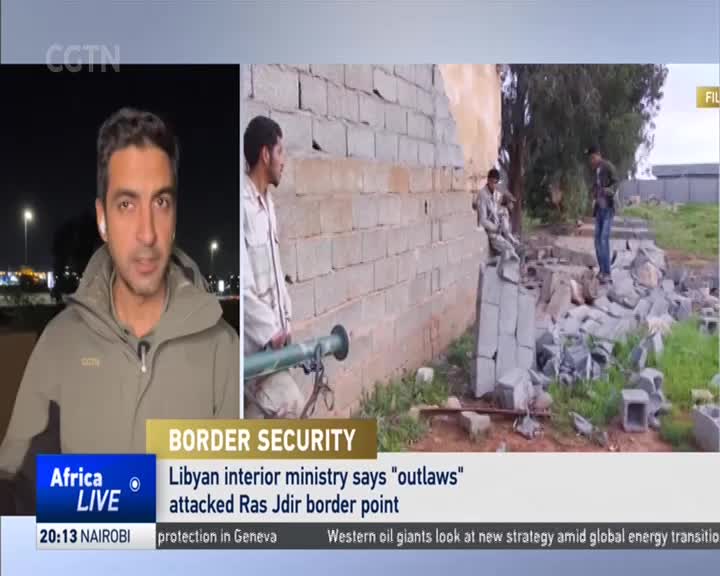 CGTN
FIL
CGTN
BORDER SECURITY
Libyan interior ministry says "outlaws"
attacked Ras Jdir border point
Africa
LIVE
20:13 NAIROBI
protection in Geneva Western oil giants look at new strategy amid global energy transitio